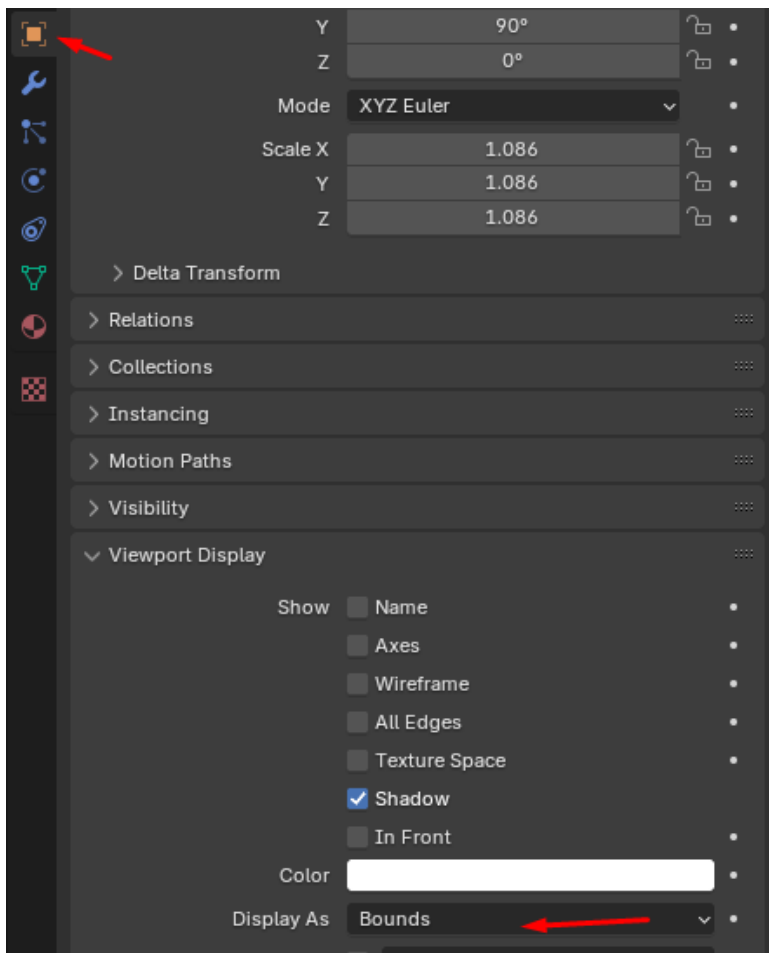 Y 90°
Z 0°
Mode XYZ Euler
Scale X 1.086
Y 1.086
Z 1.086
Delta Transform
Relations
Collections
Instancing
Motion Paths
Visibility
Viewport Display
Show Name
Axes
Wireframe
All Edges
Texture Space
Shadow
In Front
Color
Display As Bounds